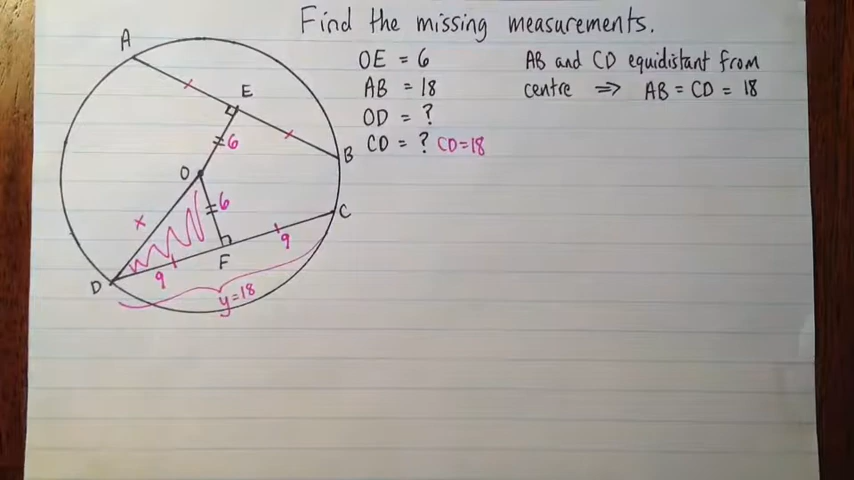 Find the missing measurements.
OE = 6
AB = 18
OD = ?
CD = ? CD=18
AB and CD equidistant from
centre ⇒ AB = CD = 18
A
E
6
B
O
6
C
x
9
F
9
D
y=18